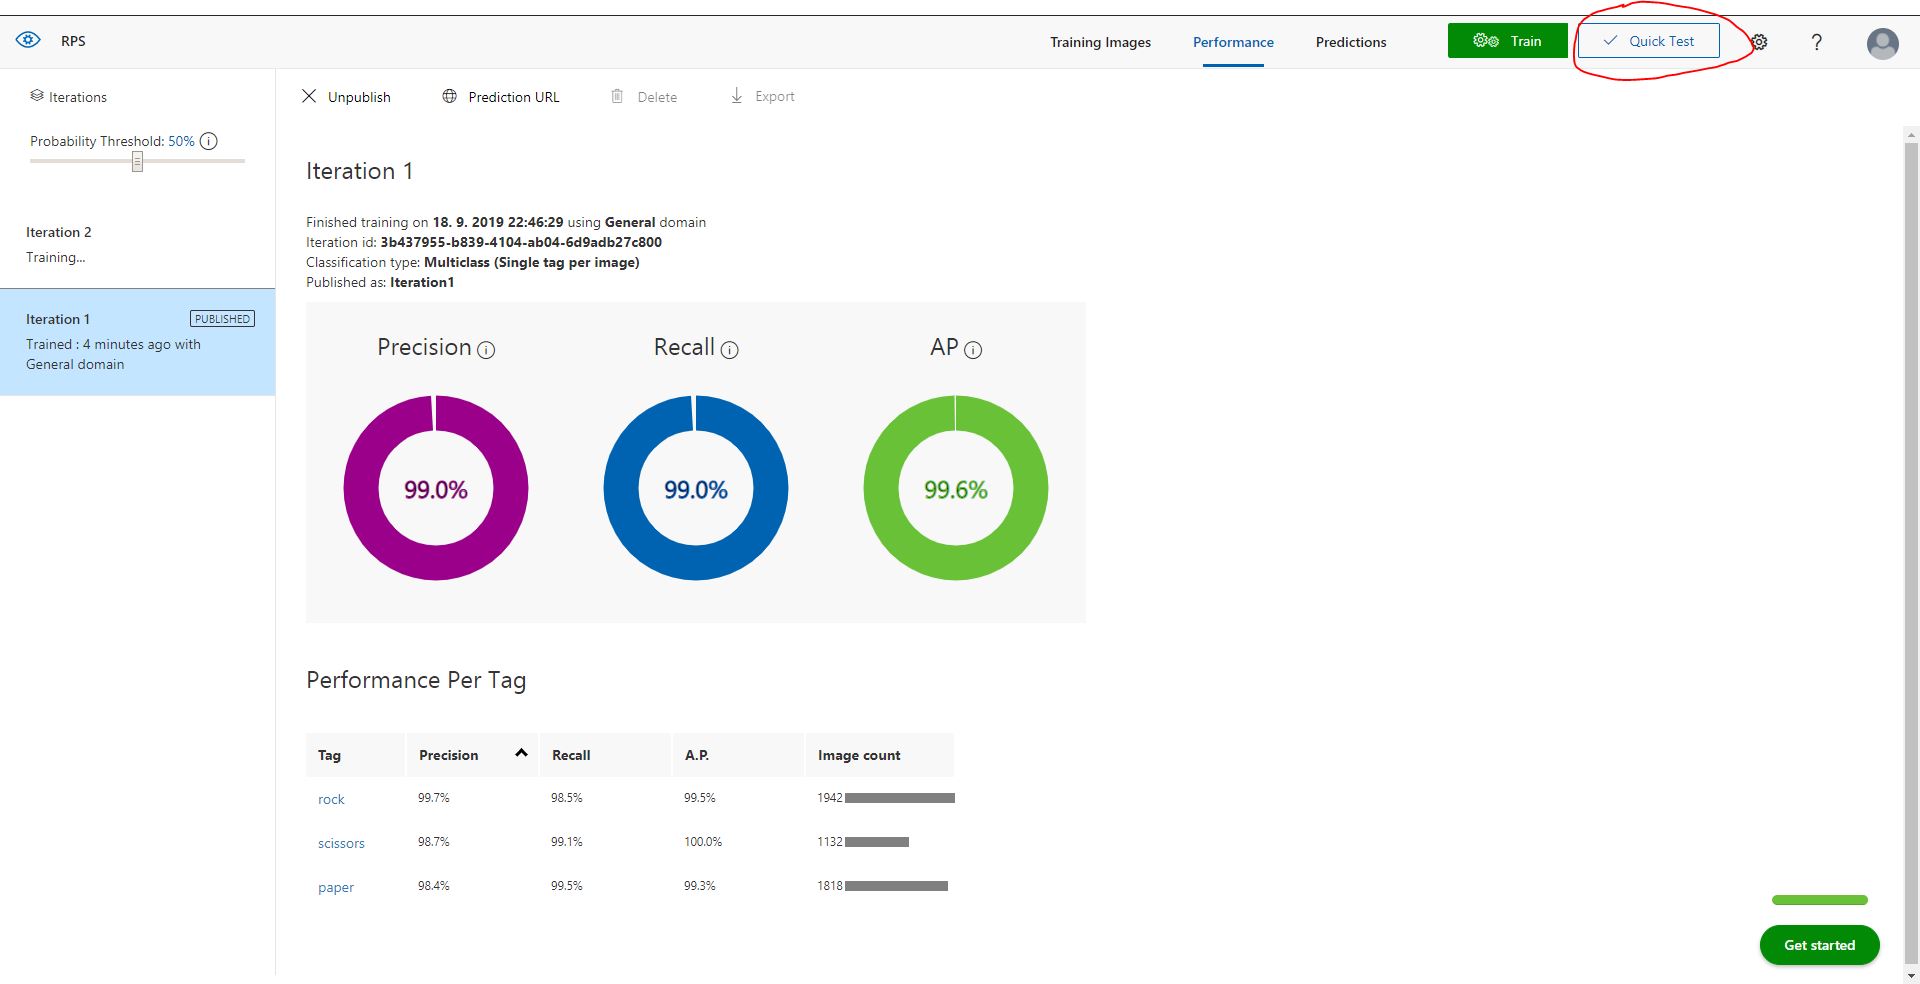 RPS
Training Images
Performance
Predictions
Train
Quick Test
?
Iterations
Probability Threshold: 50%
Iteration 2
Training...
Iteration 1
PUBLISHED
Trained : 4 minutes ago with
General domain
Unpublish
Prediction URL
Delete
Export
Iteration 1
Finished training on 18. 9. 2019 22:46:29 using General domain
Iteration id: 3b437955-b839-4104-ab04-6d9adb27c800
Classification type: Multiclass (Single tag per image)
Published as: Iteration1
Precision
Recall
AP
99.0%
99.0%
99.6%
Performance Per Tag
Tag Precision Recall A.P. Image count
rock 99.7% 98.5% 99.5% 1942
scissors 98.7% 99.1% 100.0% 1132
paper 98.4% 99.5% 99.3% 1818
Get started